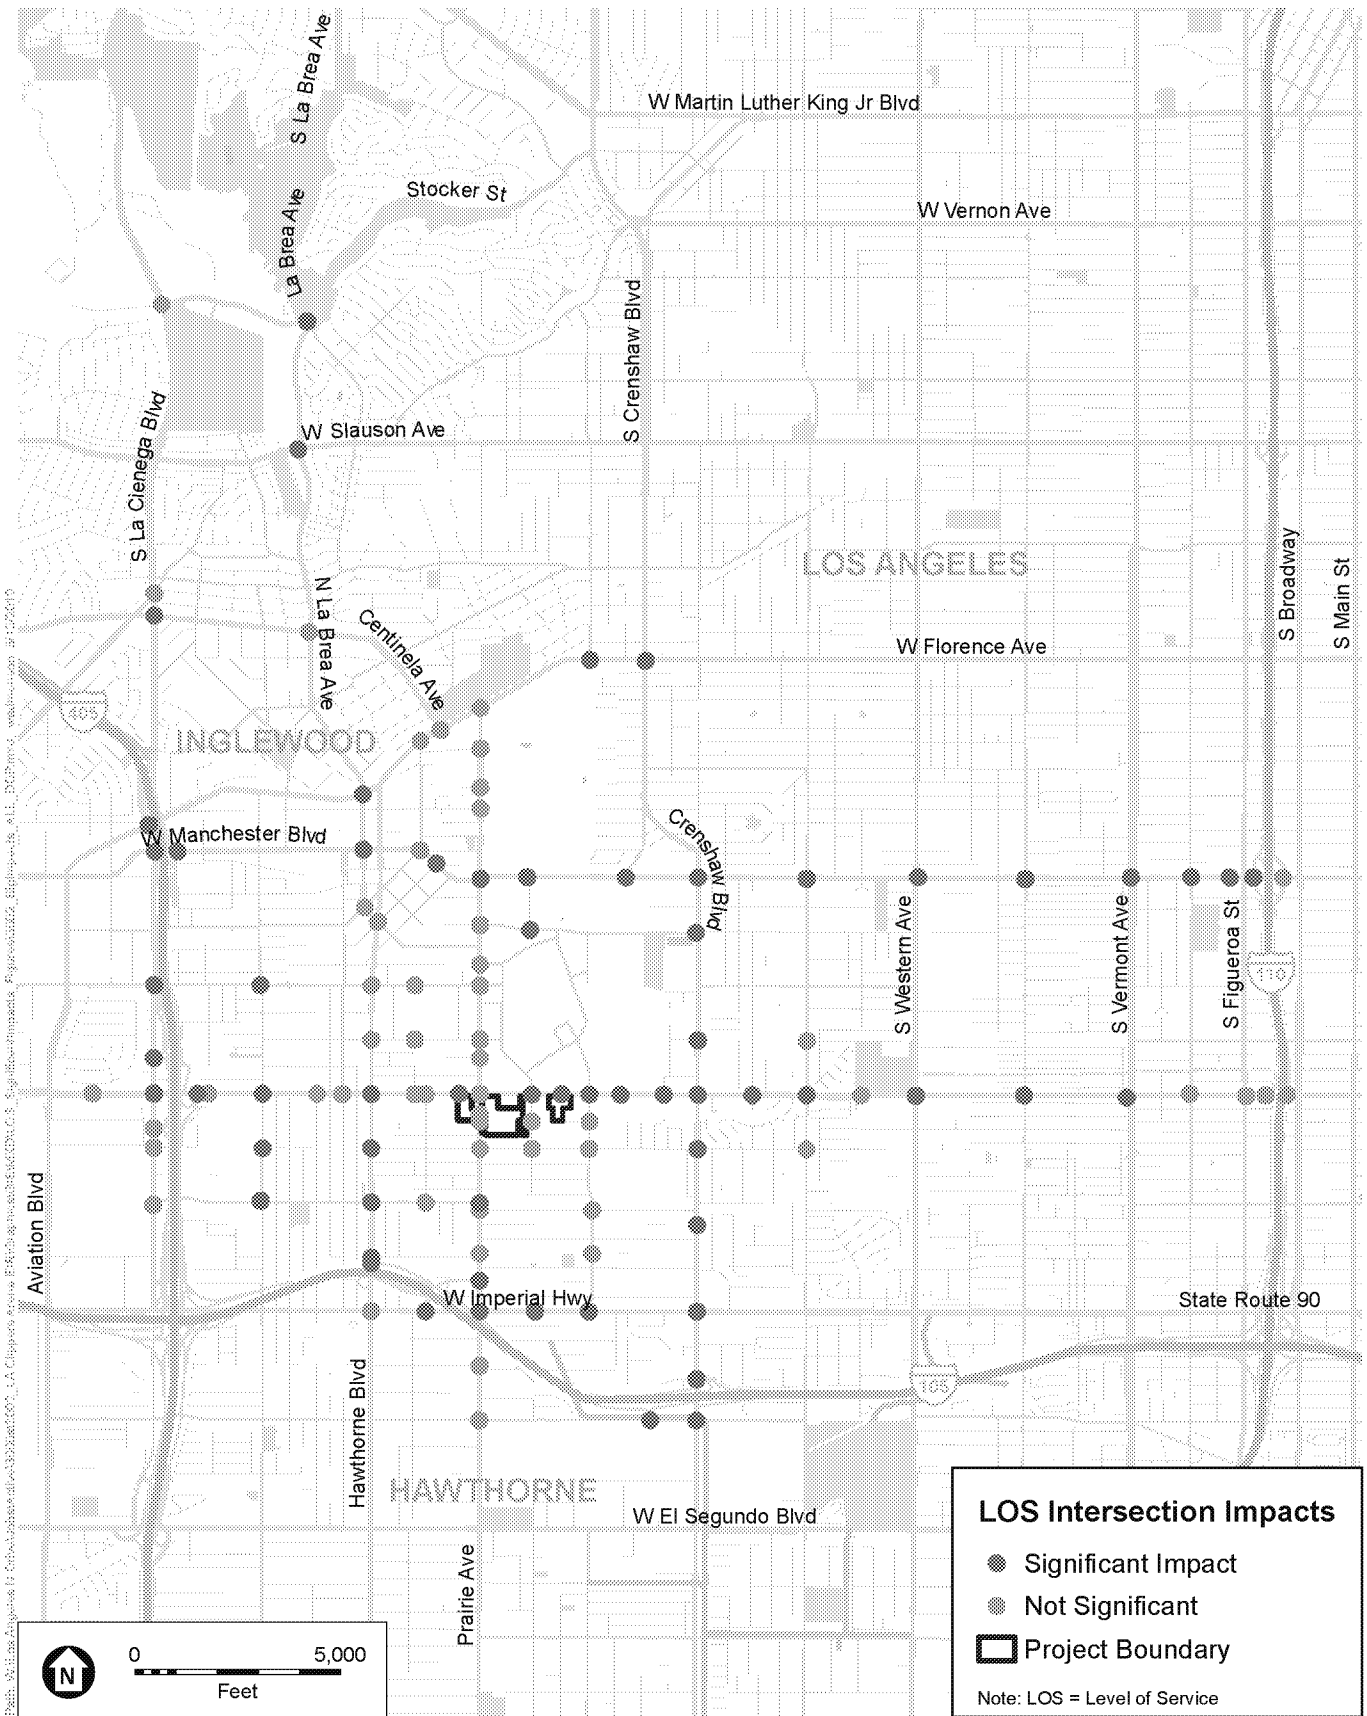 S La Brea Ave
W Martin Luther King Jr Blvd
Stocker St
La Brea Ave
W Vernon Ave
S Crenshaw Blvd
S La Cienega Blvd
W Slauson Ave
LOS ANGELES
S Broadway
S Main St
N La Brea Ave
Centinela Ave
W Florence Ave
405
INGLEWOOD
W Manchester Blvd
Crenshaw Blvd
S Western Ave
S Vermont Ave
S Figueroa St
110
Aviation Blvd
W Imperial Hwy
State Route 90
105
Hawthorne Blvd
HAWTHORNE
W El Segundo Blvd
Prairie Ave
LOS Intersection Impacts
Significant Impact
Not Significant
Project Boundary
Note: LOS = Level of Service
N
0 5,000
Feet